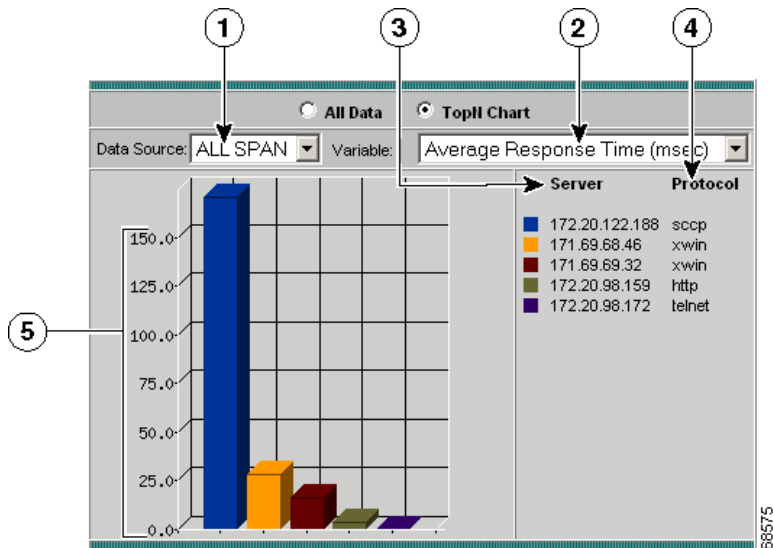 1 3 2 4
All Data TopN Chart
Data Source: ALL SPAN Variable: Average Response Time (msec)
Server Protocol
172.20.122.188 sccp
171.69.68.46 xwin
171.69.69.32 xwin
172.20.98.159 http
172.20.98.172 telnet
150.0
125.0
5
100.0
75.0
50.0
25.0
0.0
68575